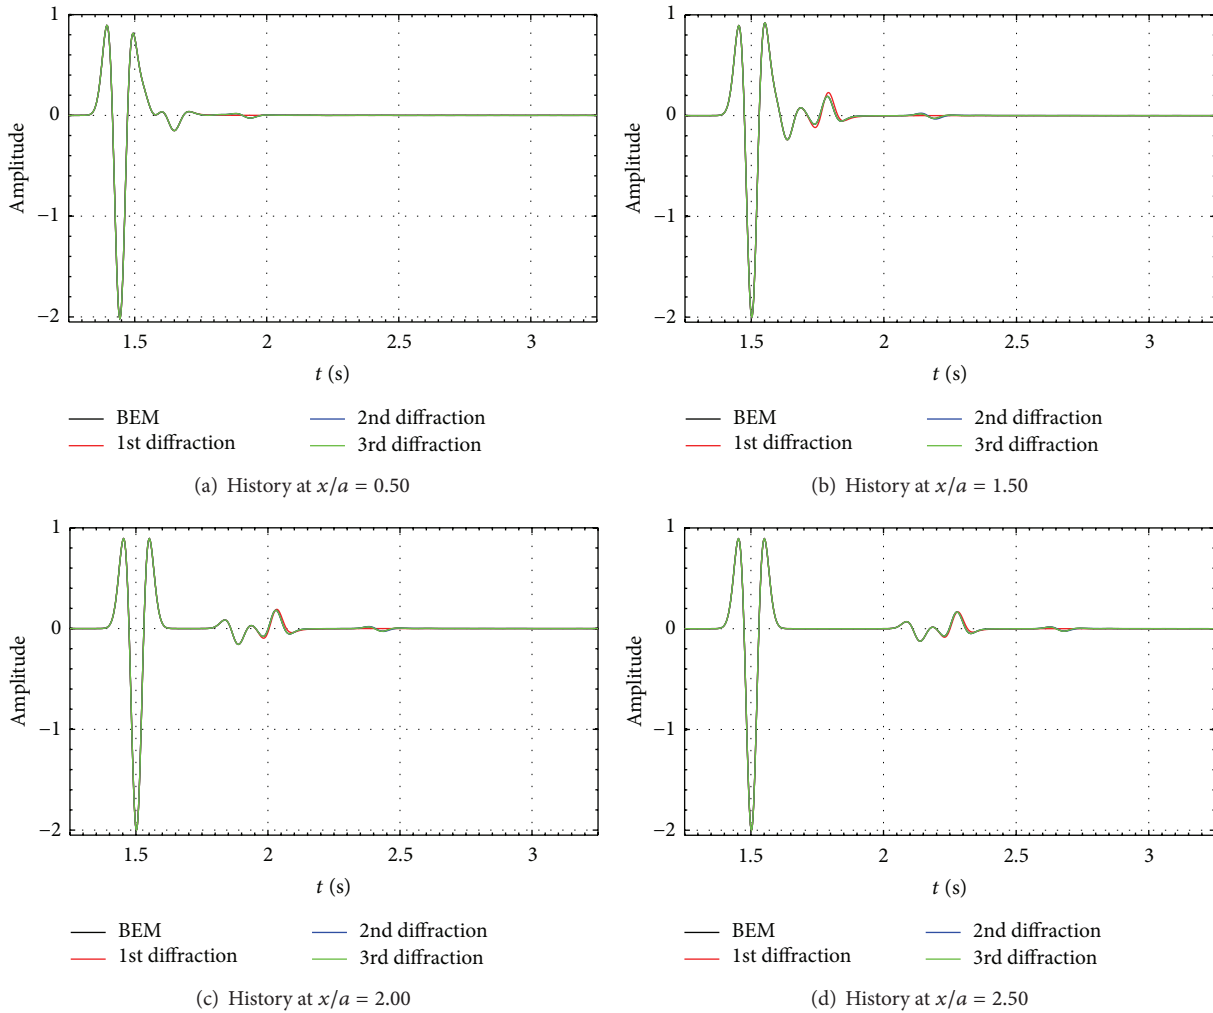 1
0
−1
−2
Amplitude
1.5 2 2.5 3
t (s)
BEM 2nd diffraction
1st diffraction 3rd diffraction
(a) History at x/a = 0.50
1
0
−1
−2
Amplitude
1.5 2 2.5 3
t (s)
BEM 2nd diffraction
1st diffraction 3rd diffraction
(b) History at x/a = 1.50
1
0
−1
−2
Amplitude
1.5 2 2.5 3
t (s)
BEM 2nd diffraction
1st diffraction 3rd diffraction
(c) History at x/a = 2.00
1
0
−1
−2
Amplitude
1.5 2 2.5 3
t (s)
BEM 2nd diffraction
1st diffraction 3rd diffraction
(d) History at x/a = 2.50